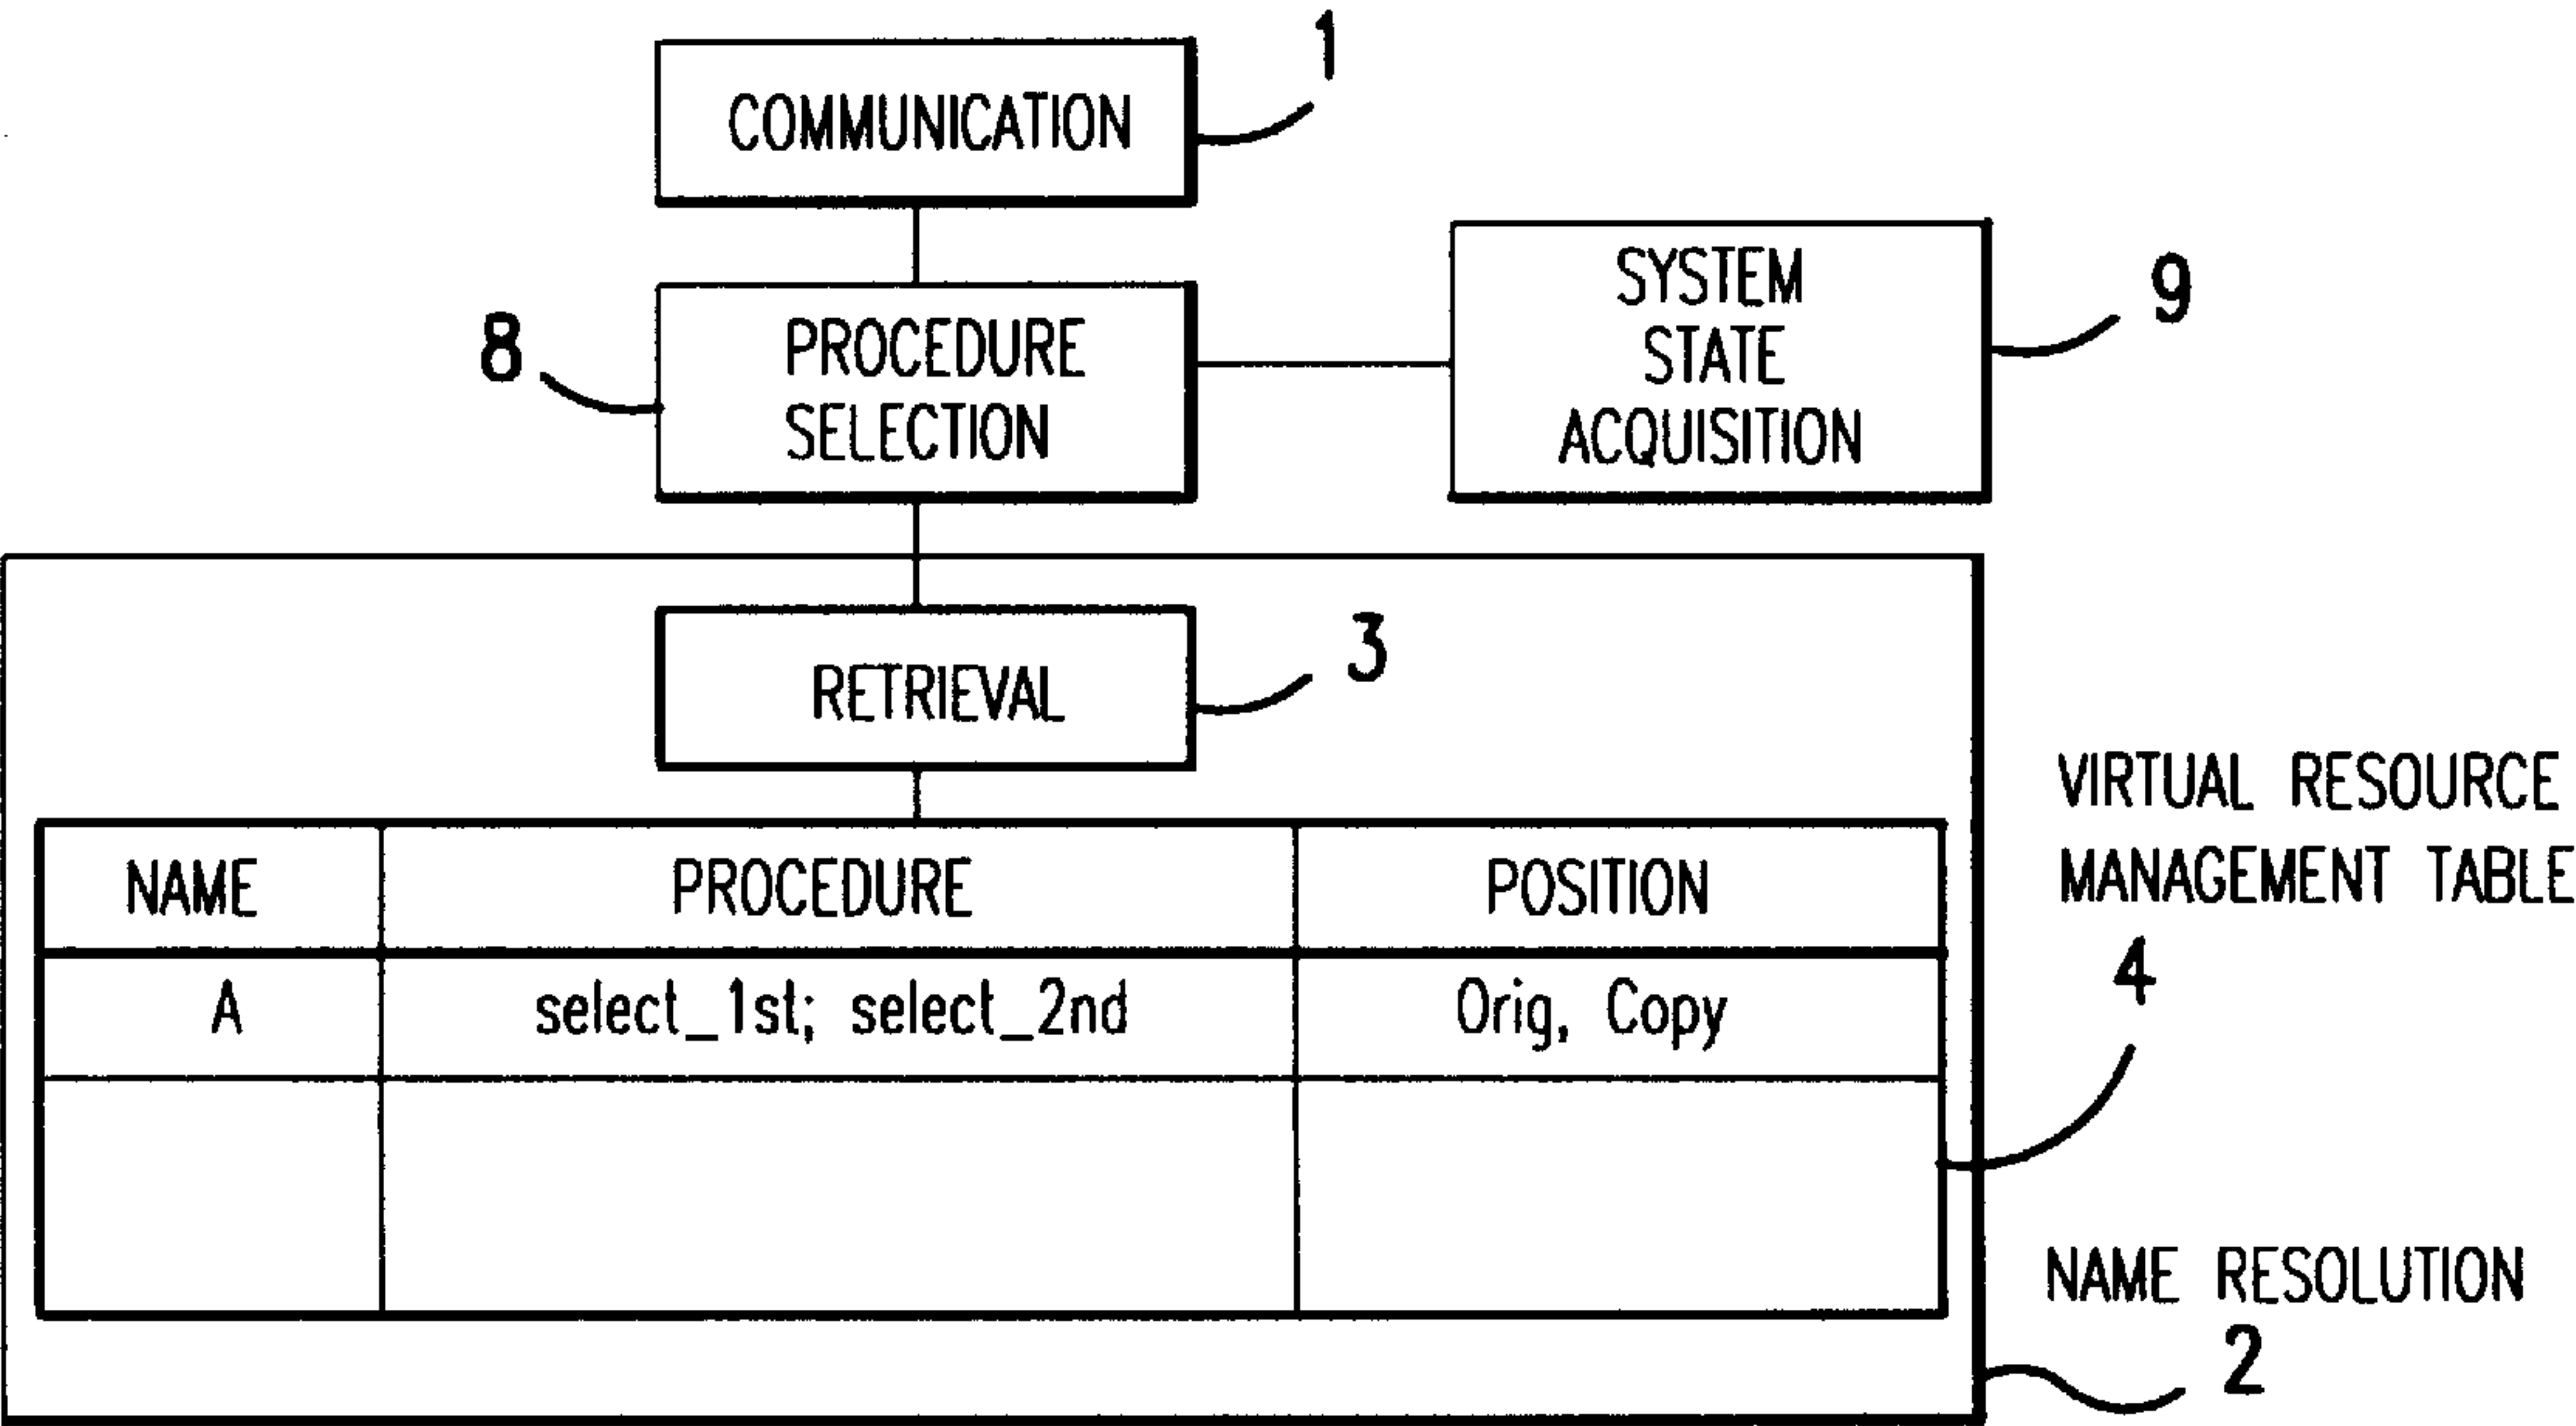 1
COMMUNICATION
SYSTEM
STATE
ACQUISITION
9
8
PROCEDURE
SELECTION
3
RETRIEVAL
VIRTUAL RESOURCE
MANAGEMENT TABLE
4
NAME PROCEDURE POSITION
A select_1st; select_2nd Orig, Copy
NAME RESOLUTION
2